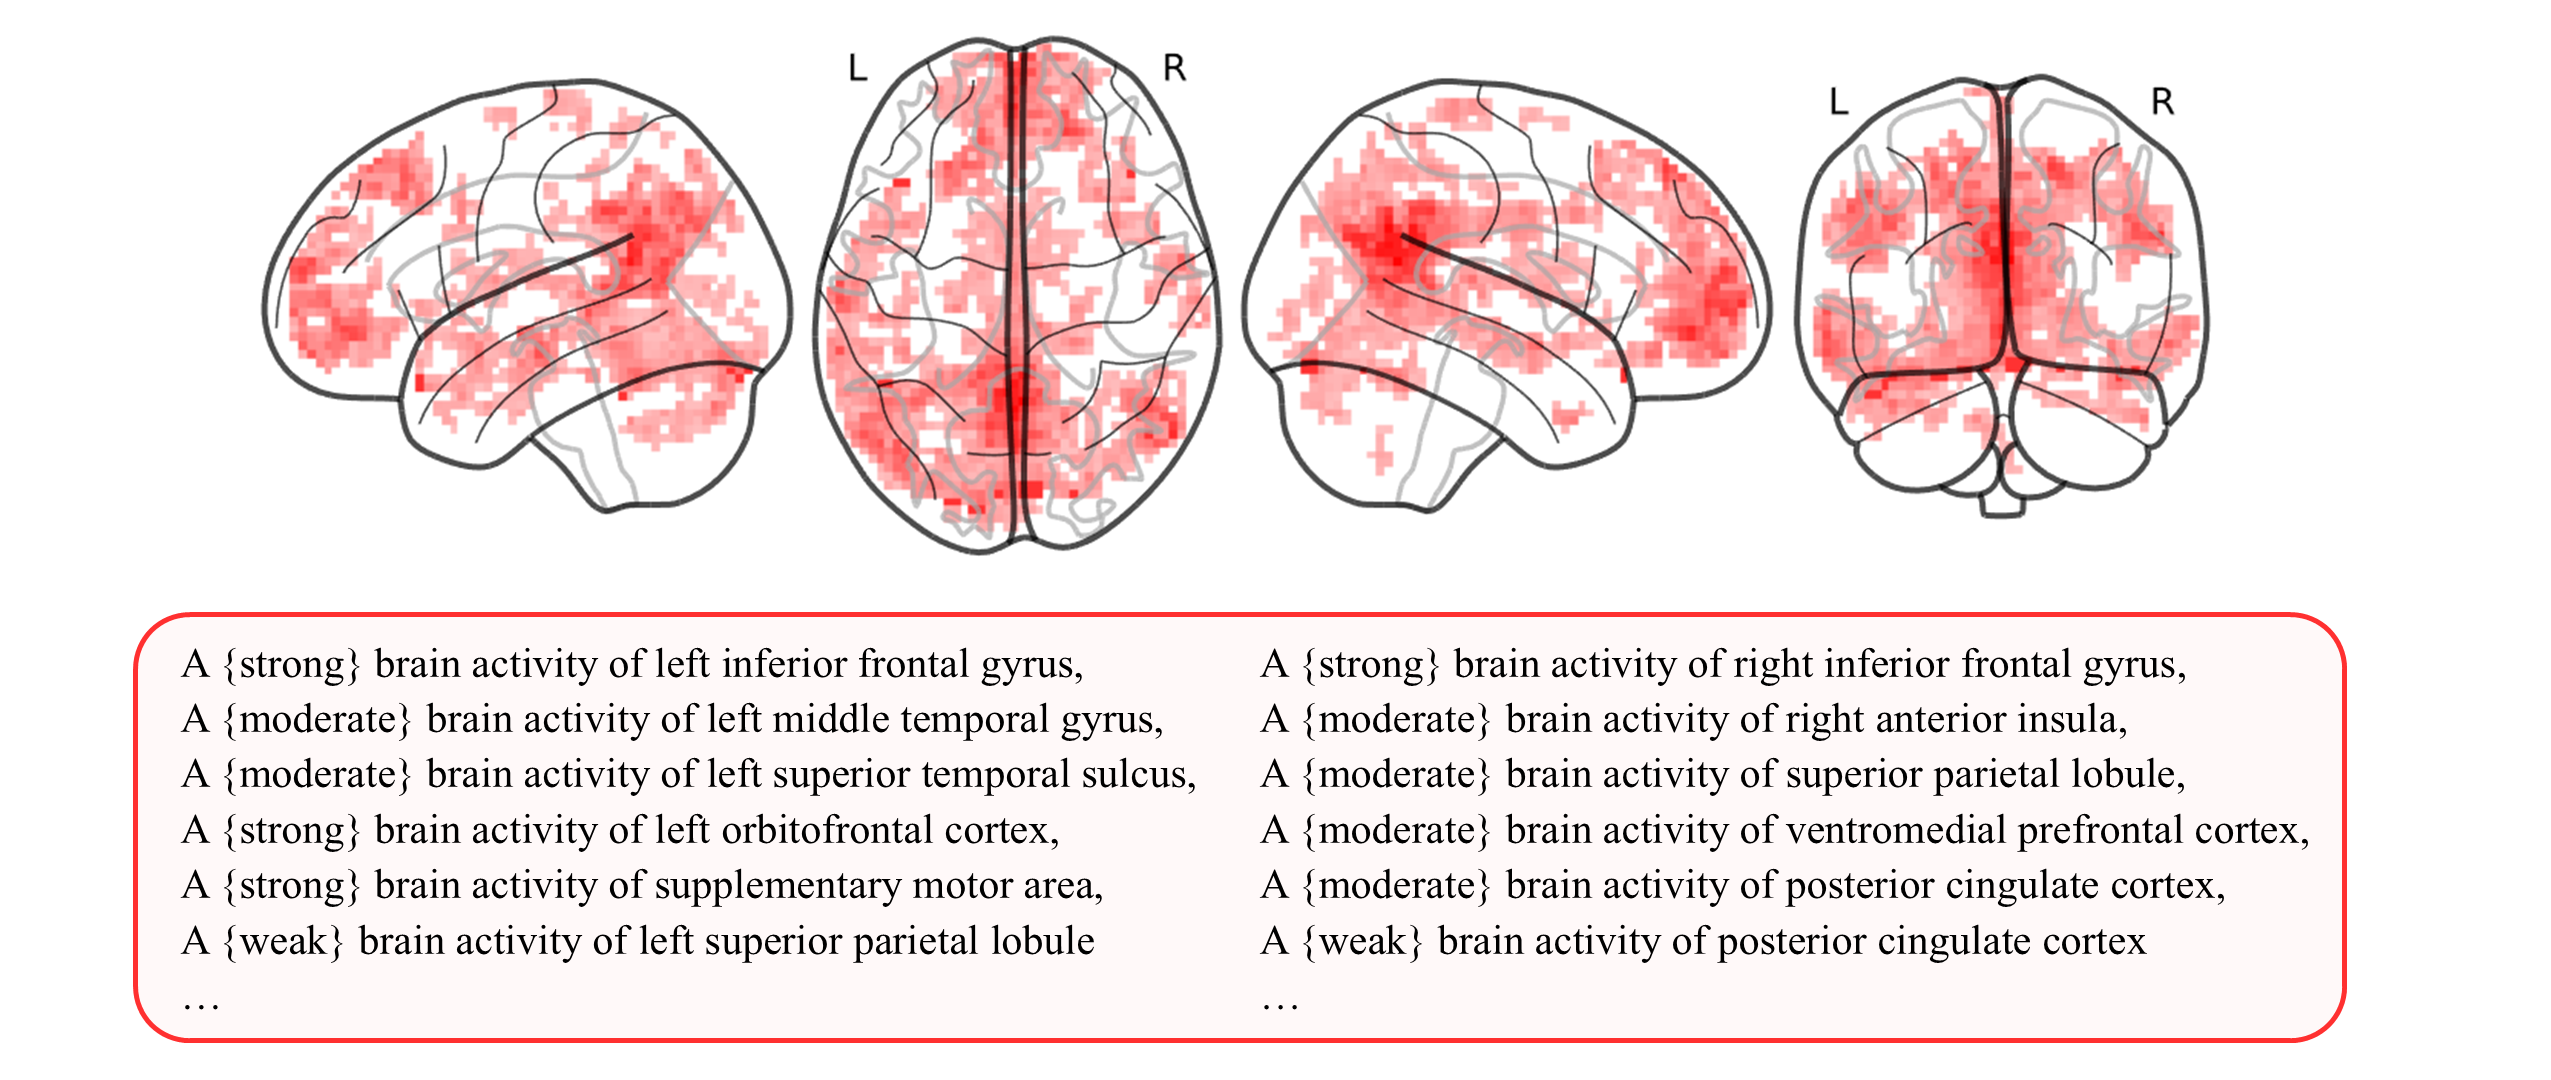 L
R
L
R
A {strong} brain activity of left inferior frontal gyrus,
A {moderate} brain activity of left middle temporal gyrus,
A {moderate} brain activity of left superior temporal sulcus,
A {strong} brain activity of left orbitofrontal cortex,
A {strong} brain activity of supplementary motor area,
A {weak} brain activity of left superior parietal lobule
…
A {strong} brain activity of right inferior frontal gyrus,
A {moderate} brain activity of right anterior insula,
A {moderate} brain activity of superior parietal lobule,
A {moderate} brain activity of ventromedial prefrontal cortex,
A {moderate} brain activity of posterior cingulate cortex,
A {weak} brain activity of posterior cingulate cortex
…